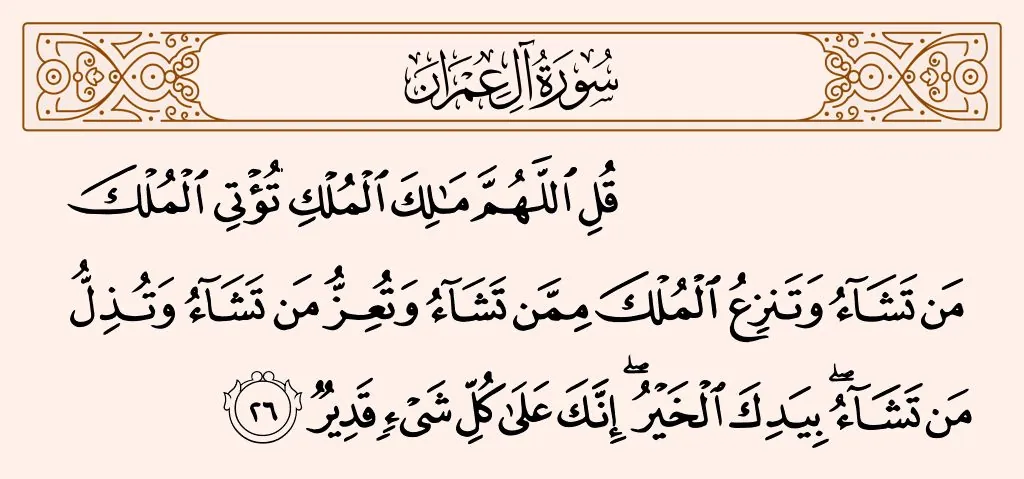 سُورَةُ آلِ عِمْرَانَ
قُلِ ٱللَّهُمَّ مَـٰلِكَ ٱلْمُلْكِ تُؤْتِى ٱلْمُلْكَ
مَن تَشَآءُ وَتَنزِعُ ٱلْمُلْكَ مِمَّن تَشَآءُ وَتُعِزُّ مَن تَشَآءُ وَتُذِلُّ
مَن تَشَآءُ ۖ بِيَدِكَ ٱلْخَيْرُ ۖ إِنَّكَ عَلَىٰ كُلِّ شَىْءٍ قَدِيرٌ ٢٦